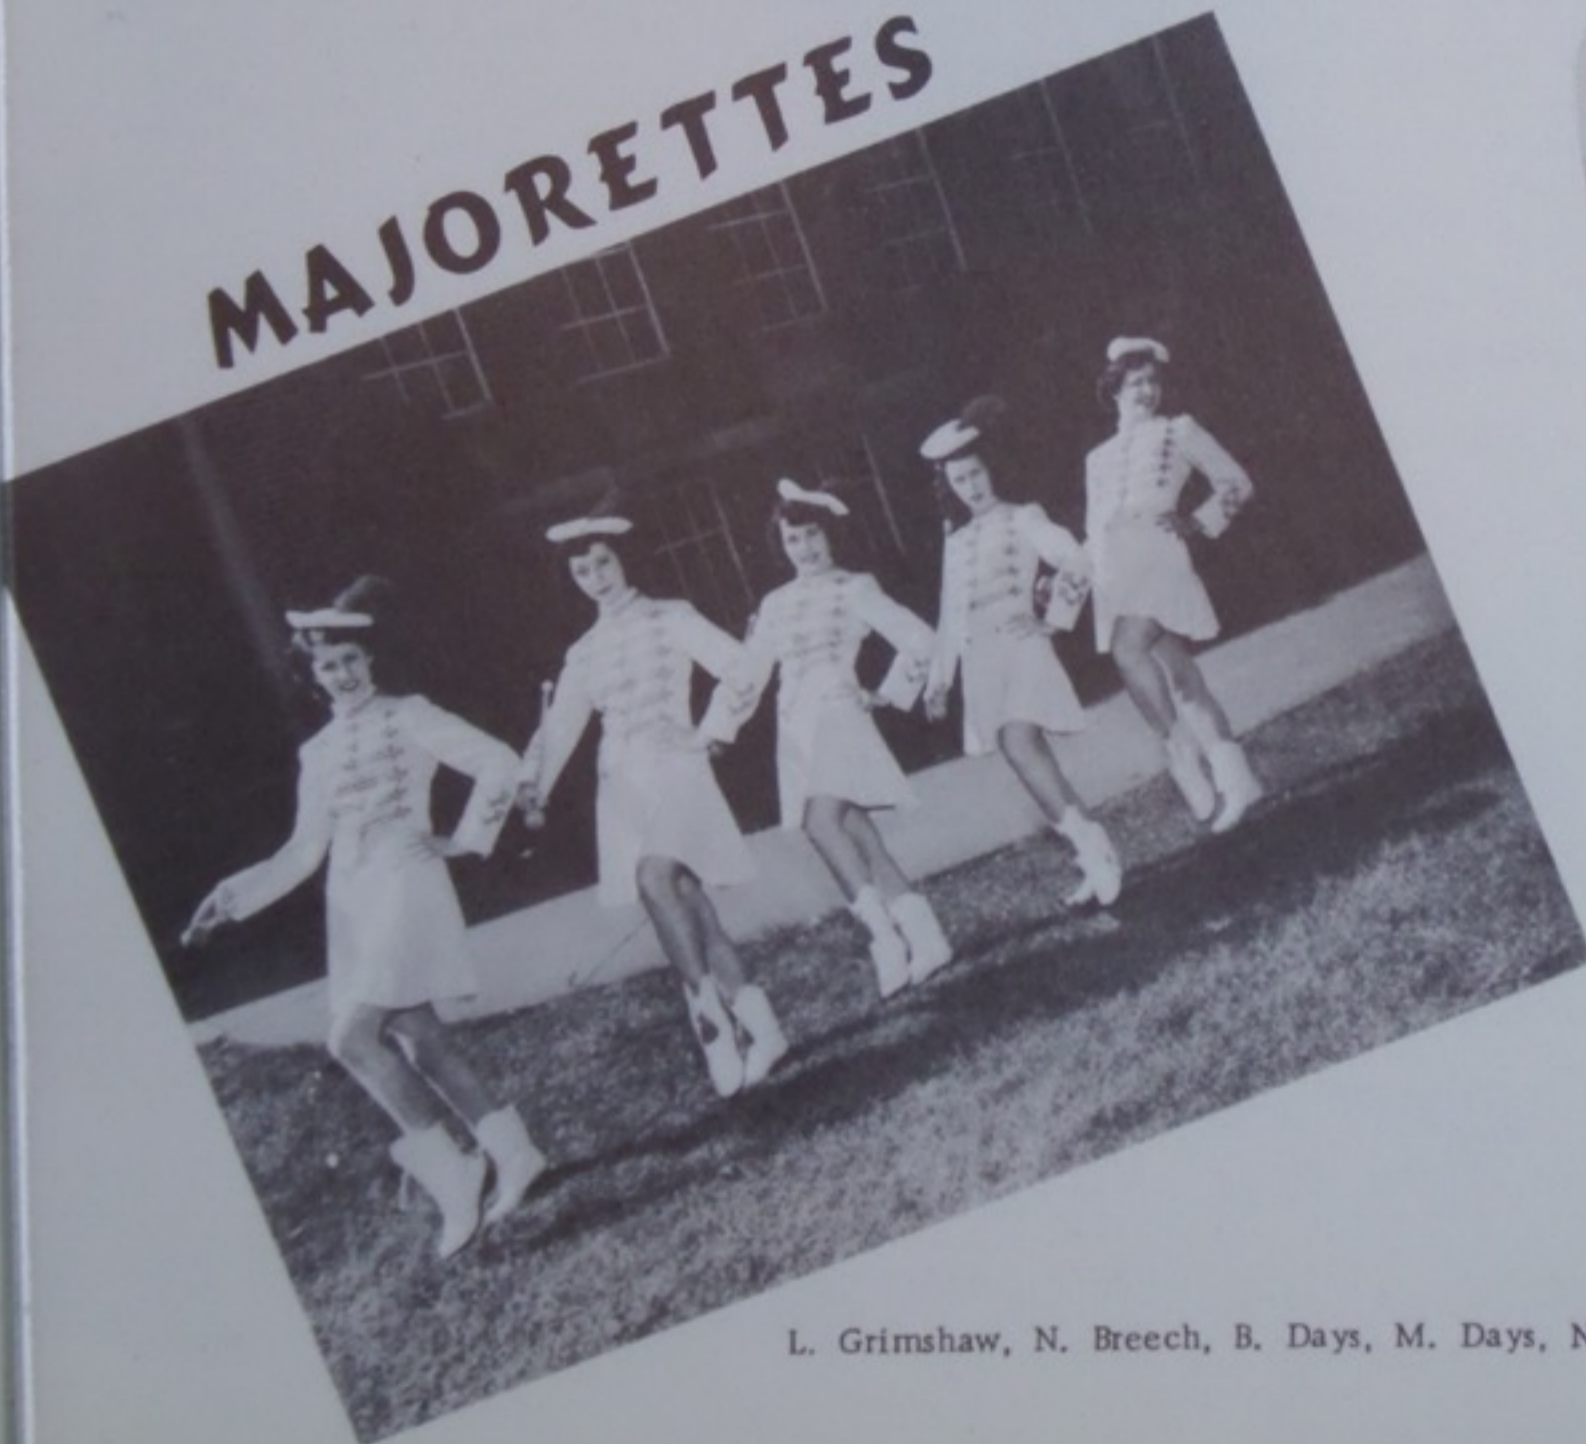 MAJORETTES
L. Grimshaw, N. Breech, B. Days, M. Days, N